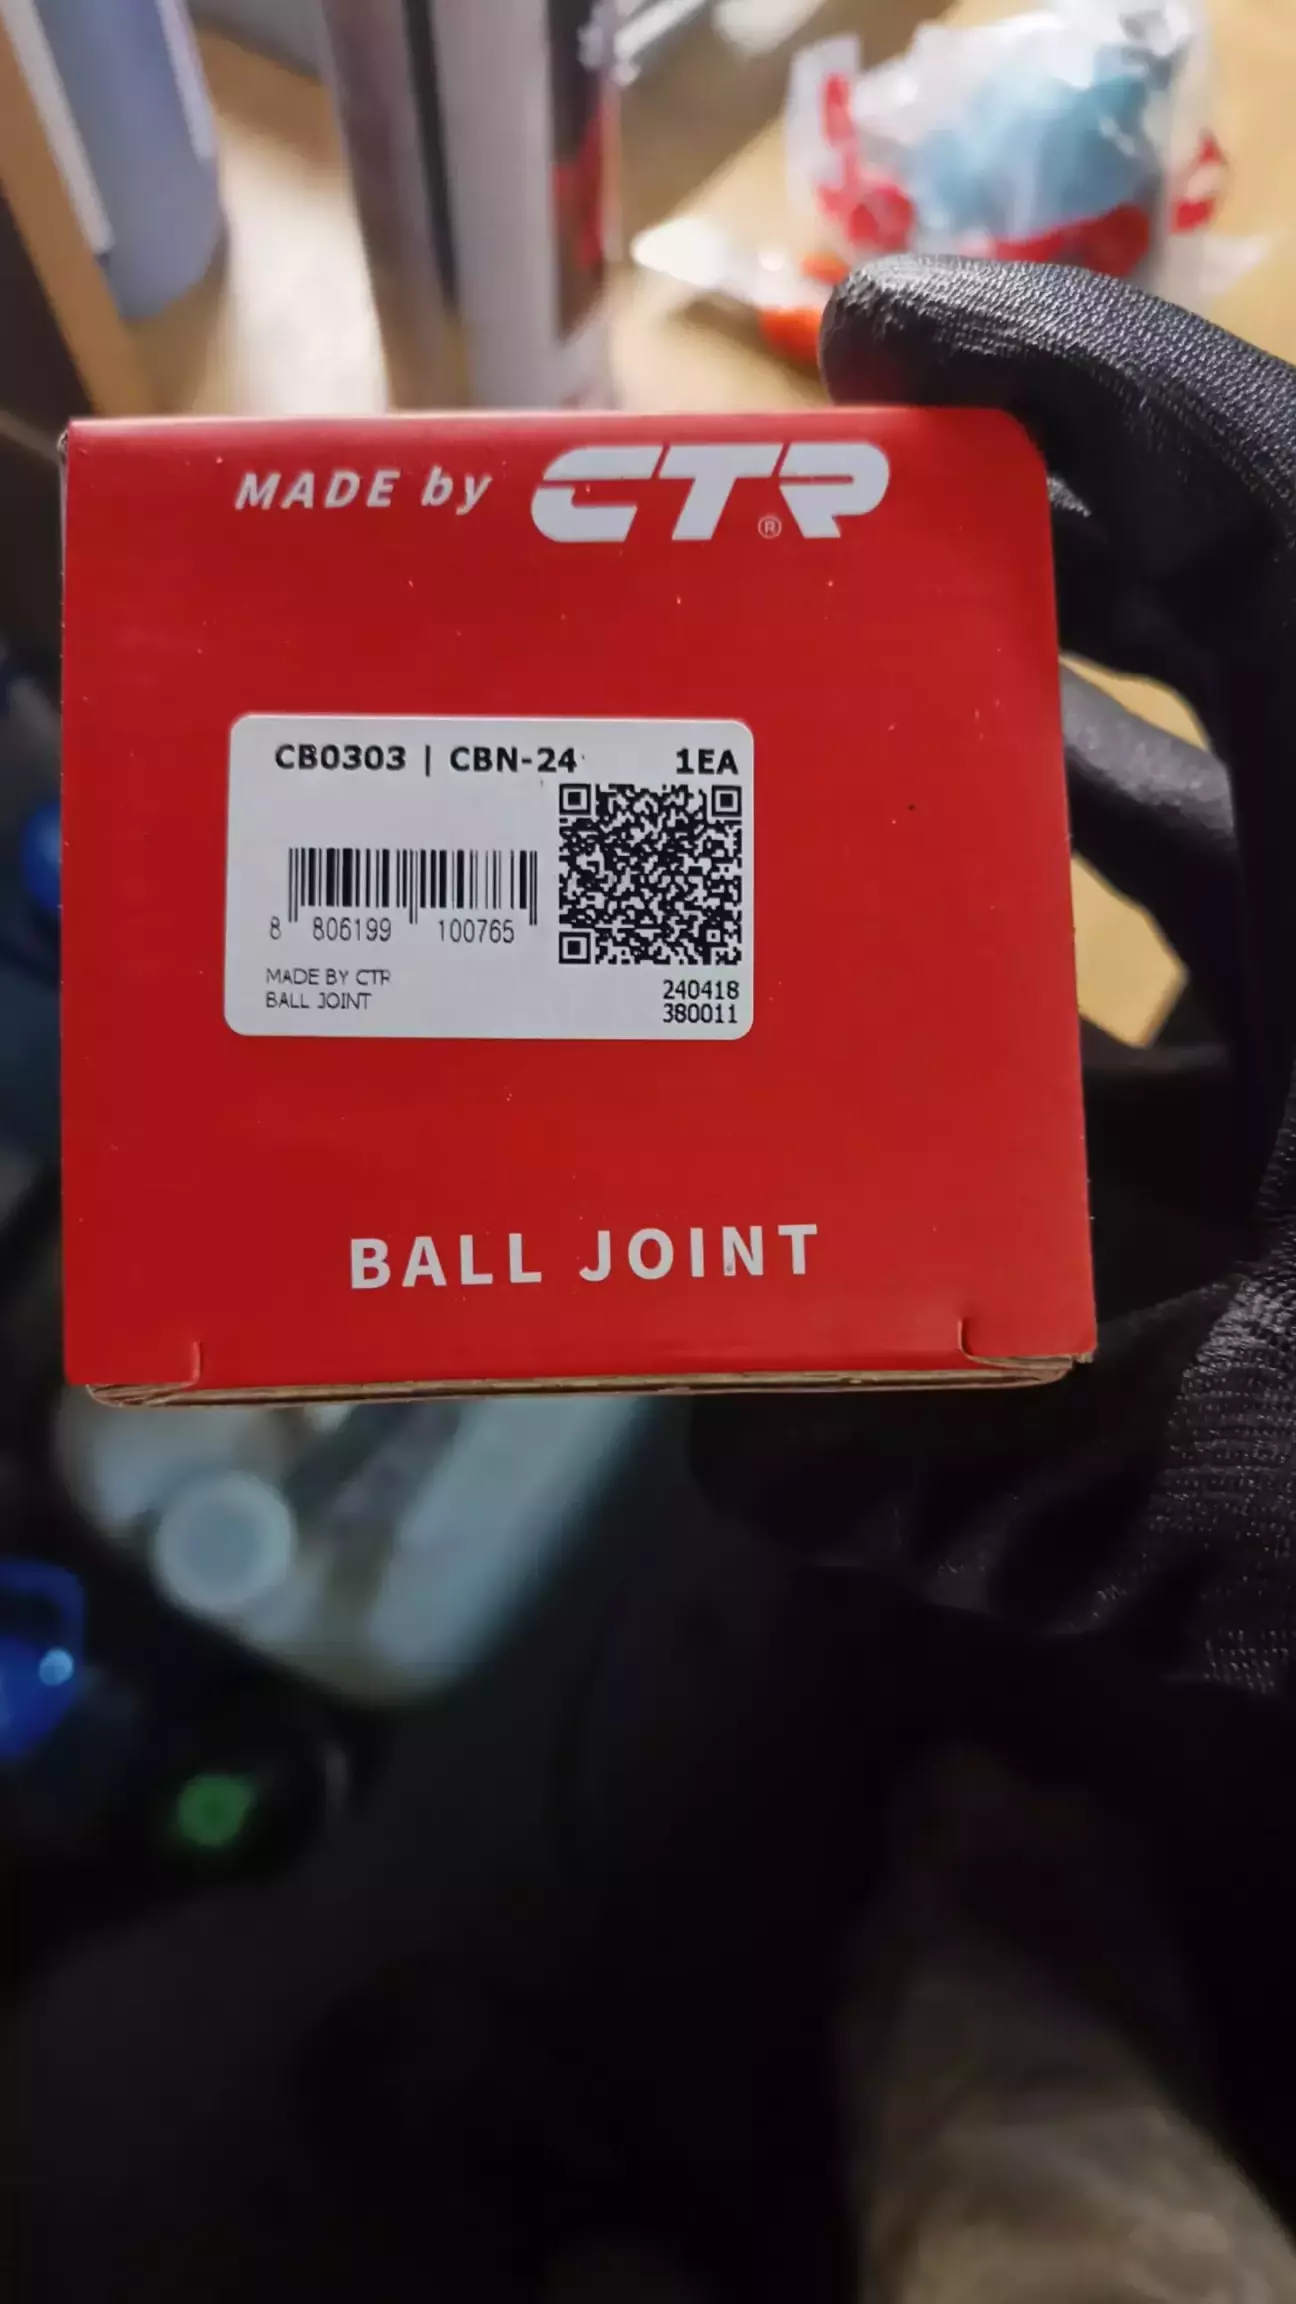 MADE by CTR®
CB0303 | CBN-24 1EA
8 806199 100765
MADE BY CTR
BALL JOINT
240418
380011
BALL JOINT